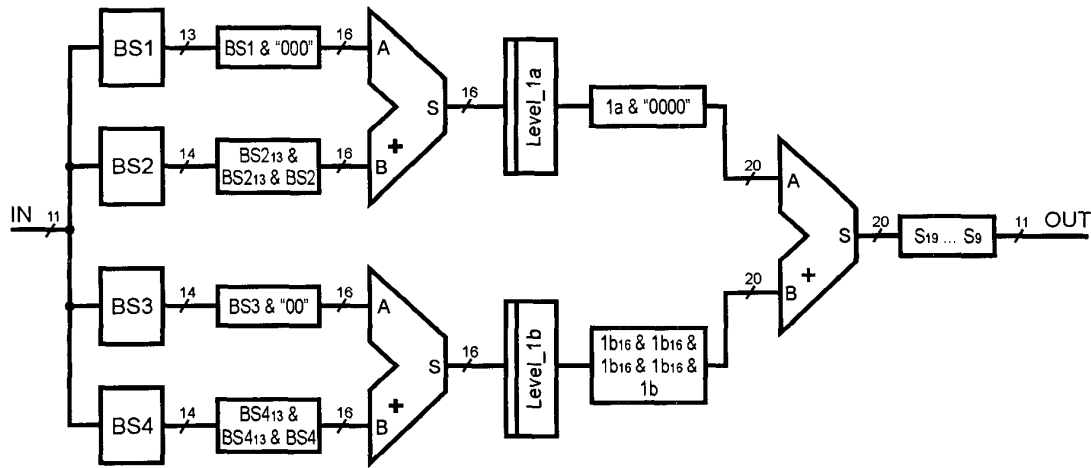 BS1
13
BS1 & "000"
16
A
S
16
Level_1a
1a & "0000"
BS2
14
BS213 &
BS213 & BS2
16
B
+
20
A
IN
11
S
20
S19 ... S9
11
OUT
BS3
14
BS3 & "00"
16
A
20
B
+
S
16
Level_1b
1b16 & 1b16 &
1b16 & 1b16 &
1b
BS4
14
BS413 &
BS413 & BS4
16
B
+